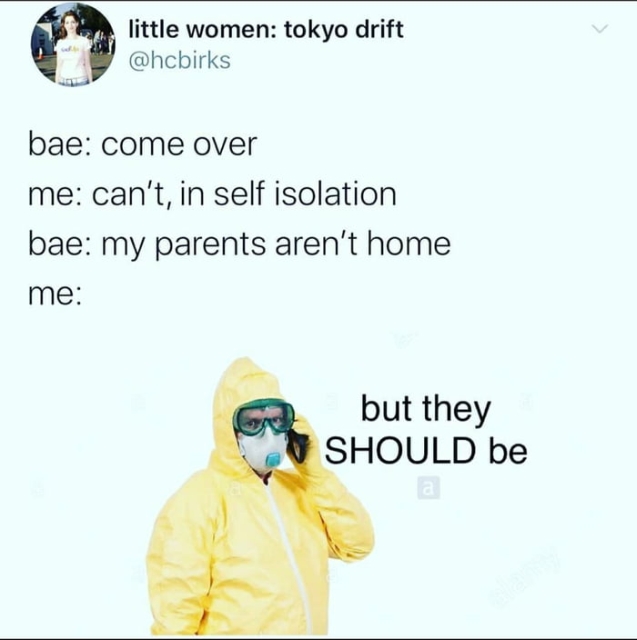 little women: tokyo drift
@hcbirks
bae: come over
me: can't, in self isolation
bae: my parents aren't home
me:
but they
SHOULD be
a